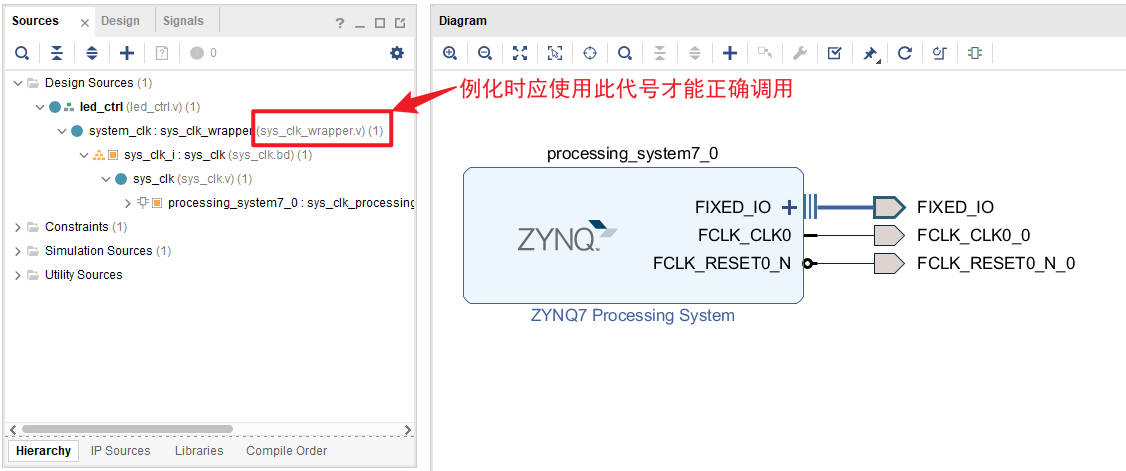 Sources × Design Signals ? _
0
Design Sources (1)
led_ctrl (led_ctrl.v) (1)
system_clk : sys_clk_wrapper (sys_clk_wrapper.v) (1)
sys_clk_i : sys_clk (sys_clk.bd) (1)
sys_clk (sys_clk.v) (1)
processing_system7_0 : sys_clk_processing
Constraints (1)
Simulation Sources (1)
Utility Sources
Hierarchy IP Sources Libraries Compile Order
Diagram
例化时应使用此代号才能正确调用
processing_system7_0
ZYNQ
FIXED_IO
FIXED_IO
FCLK_CLK0
FCLK_CLK0_0
FCLK_RESET0_N
FCLK_RESET0_N_0
ZYNQ7 Processing System